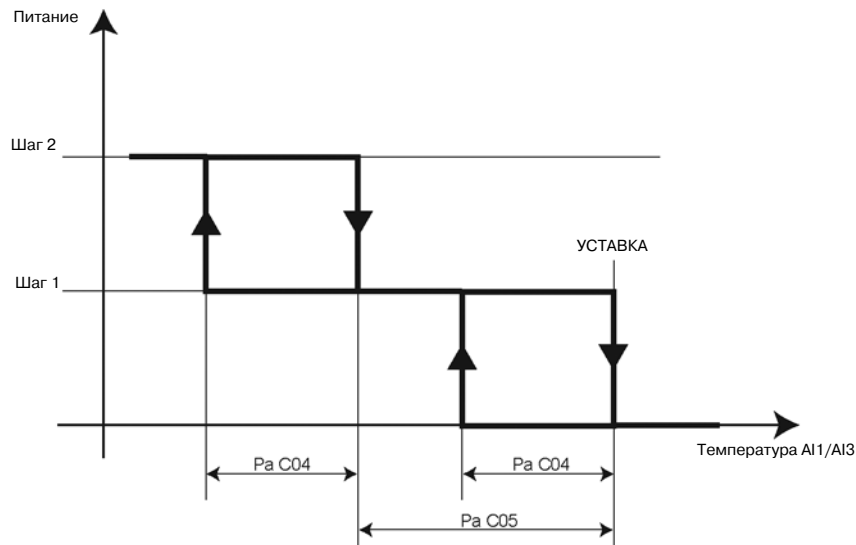 Питание
Шаг 2
УСТАВКА
Шаг 1
Температура AI1/AI3
Pa C04
Pa C04
Pa C05